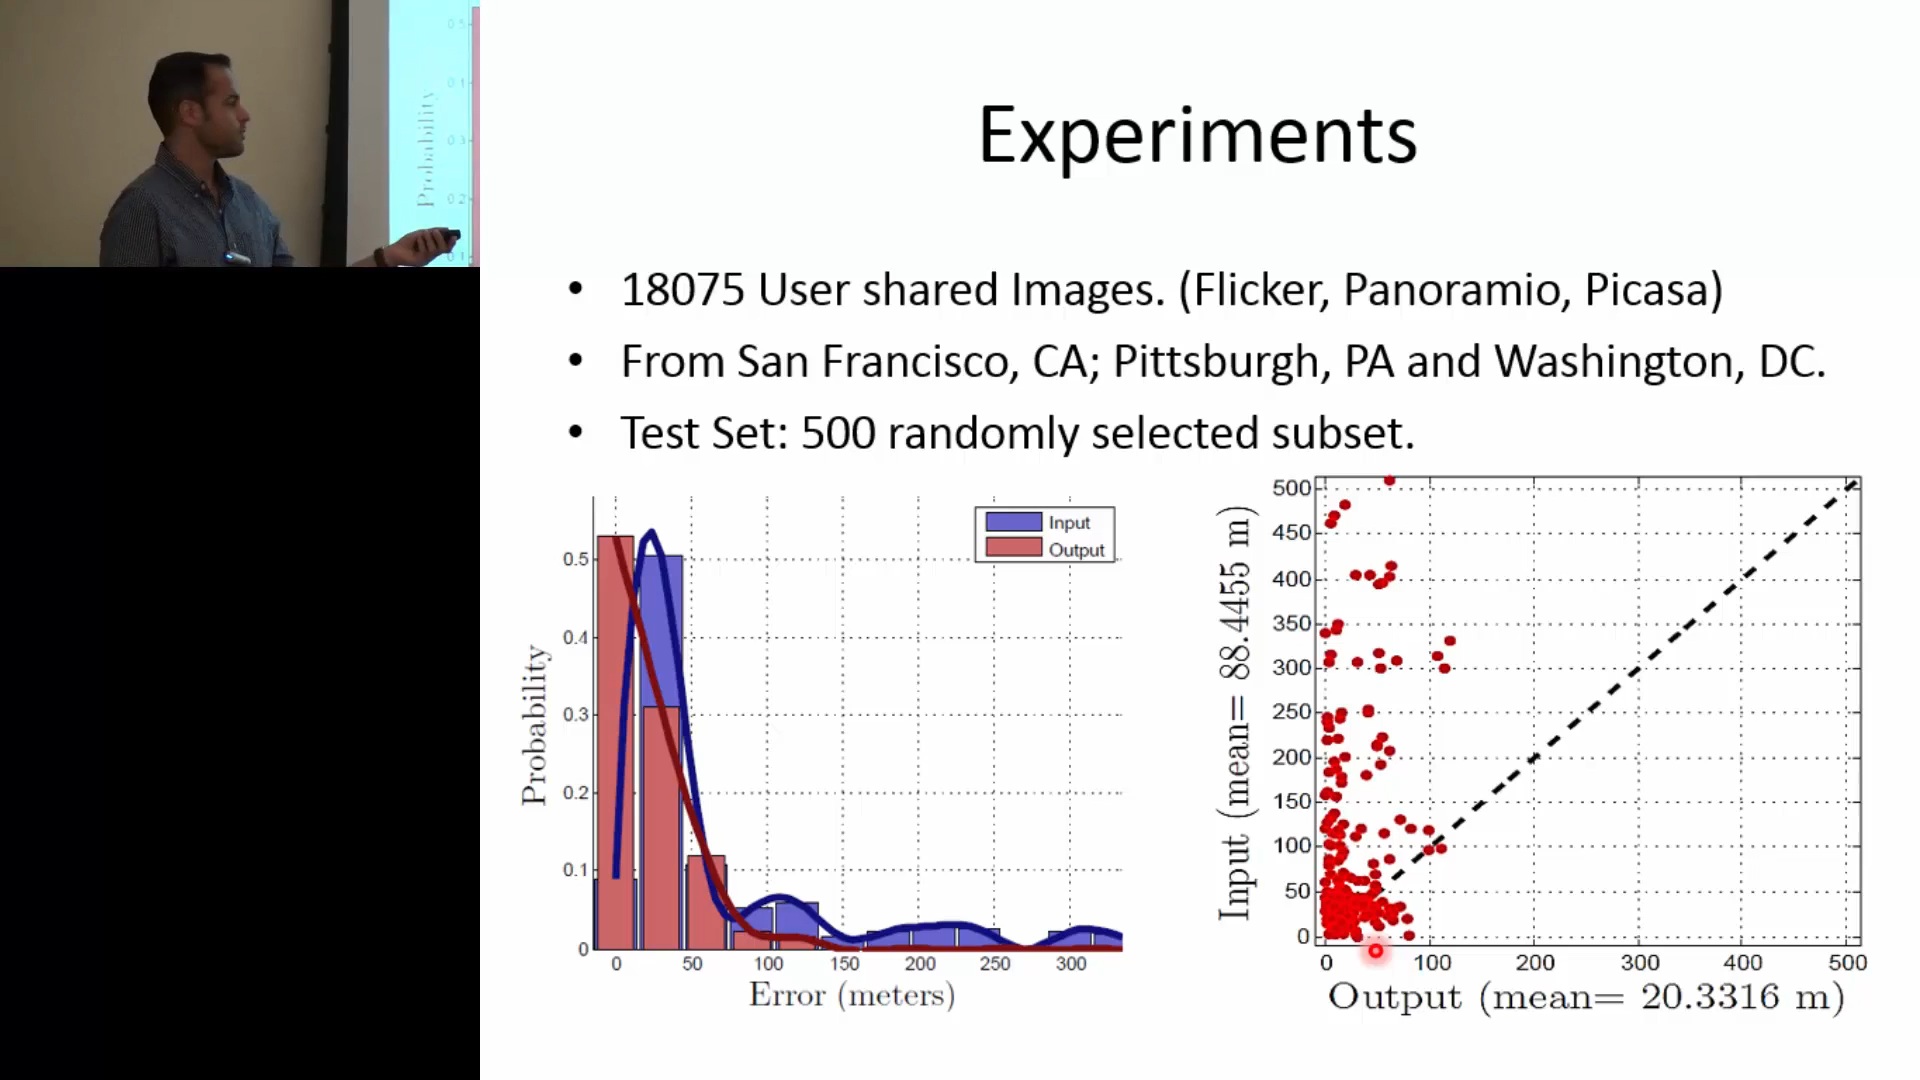 Experiments
• 18075 User shared Images. (Flicker, Panoramio, Picasa)
• From San Francisco, CA; Pittsburgh, PA and Washington, DC.
• Test Set: 500 randomly selected subset.
Input
Output
0.5
0.4
0.3
0.2
0.1
0
Probability
0 50 100 150 200 250 300
Error (meters)
500
450
400
350
300
250
200
150
100
50
0
Input (mean= 88.4455 m)
0 100 200 300 400 500
Output (mean= 20.3316 m)
Probability